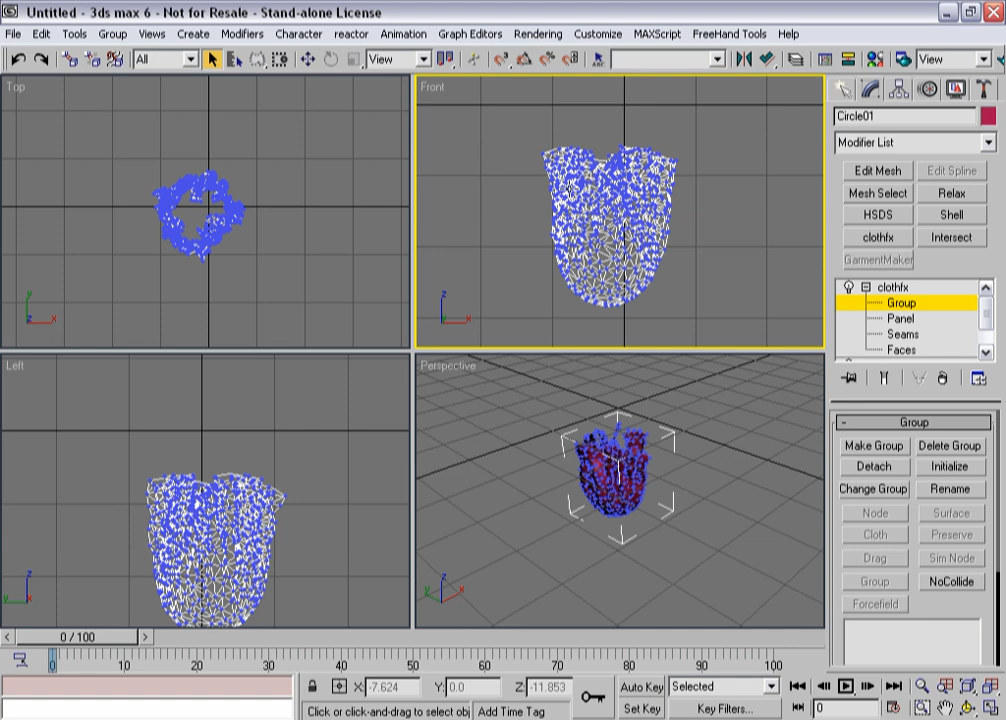 Untitled - 3ds max 6 - Not for Resale - Stand-alone License
File Edit Tools Group Views Create Modifiers Character reactor Animation Graph Editors Rendering Customize MAXScript FreeHand Tools Help
All View View
Top
Front
Left
Perspective
y
z x
z
y x
z
y x
z
y x
Circle01
Modifier List
Edit Mesh Edit Spline
Mesh Select Relax
HSDS Shell
clothfx Intersect
GarmentMaker
clothfx
Group
Panel
Seams
Faces
- Group
Make Group Delete Group
Detach Initialize
Change Group Rename
Node Surface
Cloth Preserve
Drag Sim Node
Group NoCollide
Forcefield
< 0 / 100 >
0 10 20 30 40 50 60 70 80 90 100
X: -7.624 Y: 0.0 Z: -11.853 Auto Key Selected
Click or click-and-drag to select obj Add Time Tag Set Key Key Filters... 0